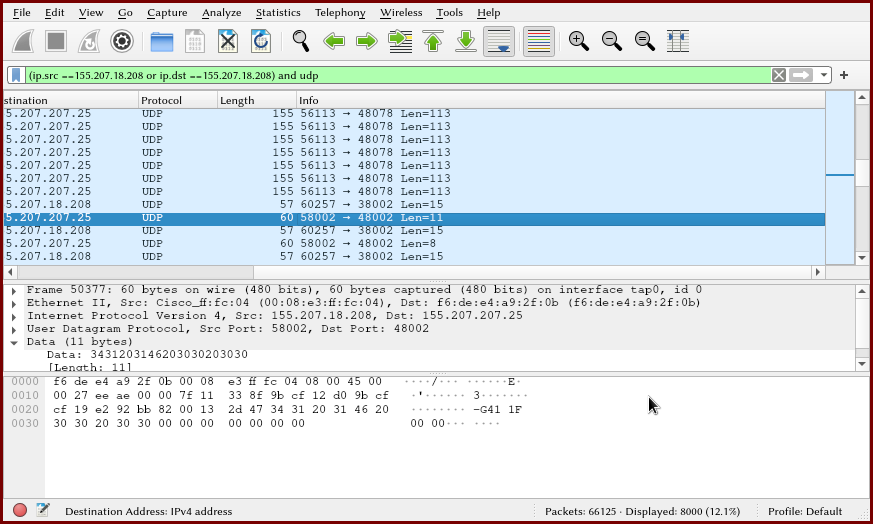 File Edit View Go Capture Analyze Statistics Telephony Wireless Tools Help
(ip.src ==155.207.18.208 or ip.dst ==155.207.18.208) and udp
stination Protocol Length Info
5.207.207.25 UDP 155 56113 → 48078 Len=113
5.207.207.25 UDP 155 56113 → 48078 Len=113
5.207.207.25 UDP 155 56113 → 48078 Len=113
5.207.207.25 UDP 155 56113 → 48078 Len=113
5.207.207.25 UDP 155 56113 → 48078 Len=113
5.207.207.25 UDP 155 56113 → 48078 Len=113
5.207.207.25 UDP 155 56113 → 48078 Len=113
5.207.18.208 UDP 57 60257 → 38002 Len=15
5.207.207.25 UDP 60 58002 → 48002 Len=11
5.207.18.208 UDP 57 60257 → 38002 Len=15
5.207.207.25 UDP 60 58002 → 48002 Len=8
5.207.18.208 UDP 57 60257 → 38002 Len=15
Frame 50377: 60 bytes on wire (480 bits), 60 bytes captured (480 bits) on interface tap0, id 0
Ethernet II, Src: Cisco_ff:fc:04 (00:08:e3:ff:fc:04), Dst: f6:de:e4:a9:2f:0b (f6:de:e4:a9:2f:0b)
Internet Protocol Version 4, Src: 155.207.18.208, Dst: 155.207.207.25
User Datagram Protocol, Src Port: 58002, Dst Port: 48002
Data (11 bytes)
Data: 3431203146203030203030
[Length: 11]
0000 f6 de e4 a9 2f 0b 00 08 e3 ff fc 04 08 00 45 00 ····/··· ······E·
0010 00 27 ee ae 00 00 7f 11 33 8f 9b cf 12 d0 9b cf ·'······ 3·······
0020 cf 19 e2 92 bb 82 00 13 2d 47 34 31 20 31 46 20 ········ -G41 1F
0030 30 30 20 30 30 00 00 00 00 00 00 00 00 00··· ····
Destination Address: IPv4 address Packets: 66125 · Displayed: 8000 (12.1%) Profile: Default